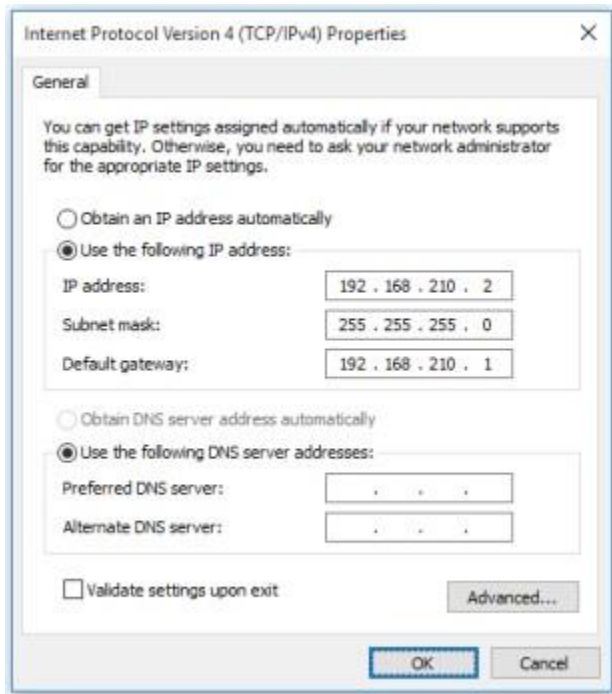 Internet Protocol Version 4 (TCP/IPv4) Properties
General
You can get IP settings assigned automatically if your network supports
this capability. Otherwise, you need to ask your network administrator
for the appropriate IP settings.
Obtain an IP address automatically
Use the following IP address:
IP address: 192 . 168 . 210 . 2
Subnet mask: 255 . 255 . 255 . 0
Default gateway: 192 . 168 . 210 . 1
Obtain DNS server address automatically
Use the following DNS server addresses:
Preferred DNS server: . . .
Alternate DNS server: . . .
Validate settings upon exit
Advanced...
OK Cancel